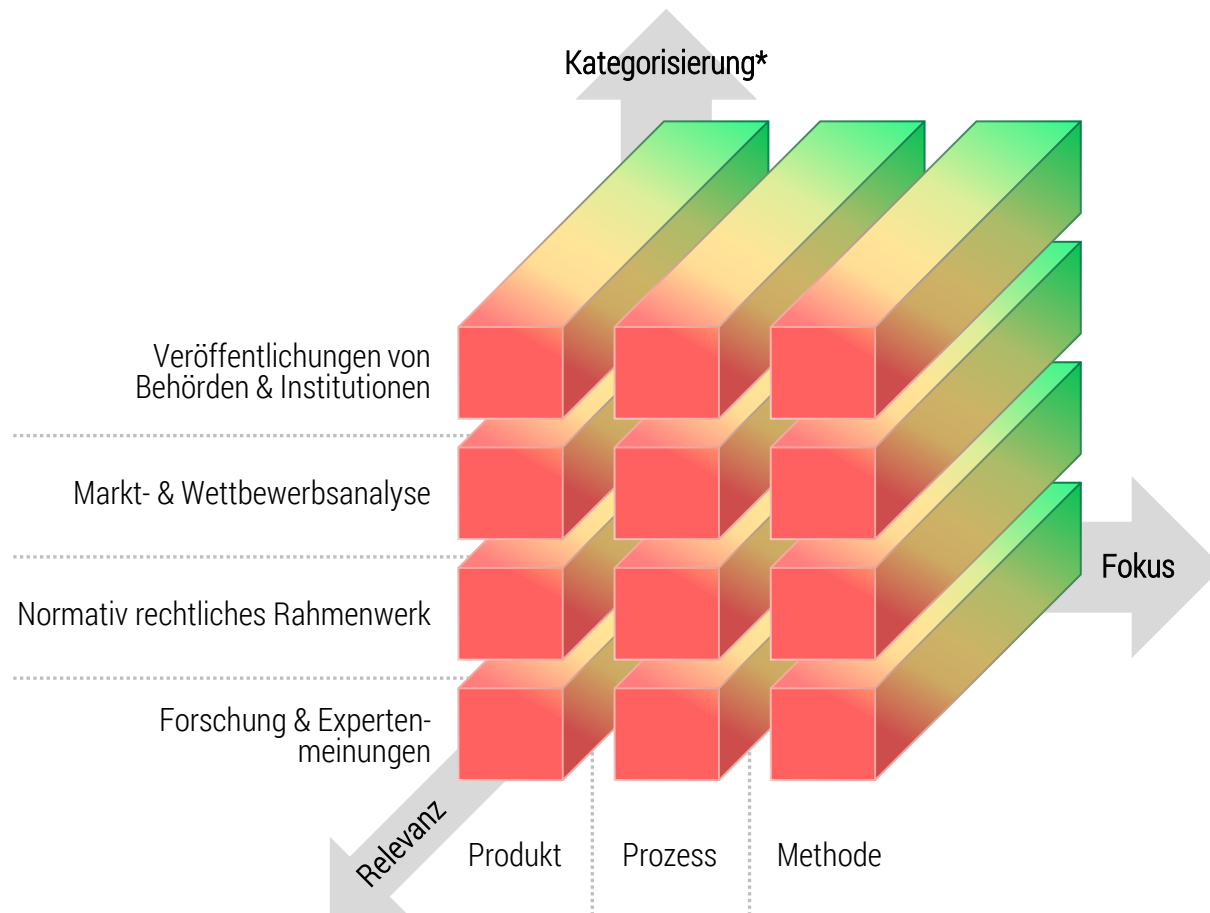 Kategorisierung*
Veröffentlichungen von
Behörden & Institutionen
Markt- & Wettbewerbsanalyse
Normativ rechtliches Rahmenwerk
Forschung & Experten-
meinungen
Fokus
Relevanz
Produkt
Prozess
Methode